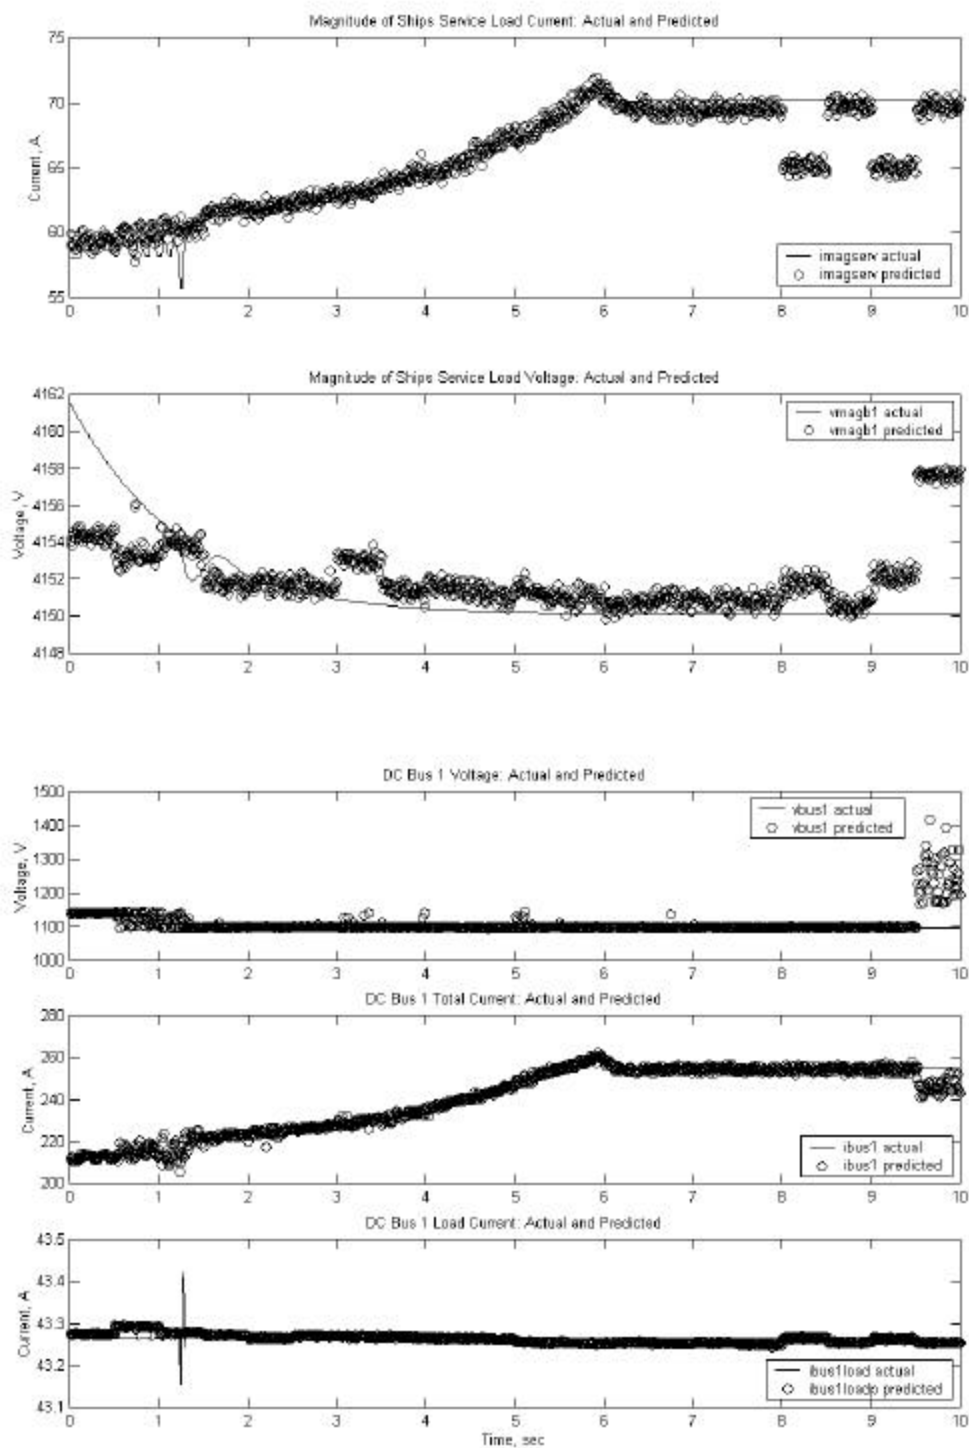 Magnitude of Ships Service Load Current: Actual and Predicted
75
70
65
60
55
Current, A
imagserv actual
imagserv predicted
0 1 2 3 4 5 6 7 8 9 10
Magnitude of Ships Service Load Voltage: Actual and Predicted
4162
4160
4158
4156
4154
4152
4150
4148
Voltage, V
vmagb1 actual
vmagb1 predicted
0 1 2 3 4 5 6 7 8 9 10
DC Bus 1 Voltage: Actual and Predicted
1500
1400
1300
1200
1100
1000
Voltage, V
vbus1 actual
vbus1 predicted
0 1 2 3 4 5 6 7 8 9 10
DC Bus 1 Total Current: Actual and Predicted
280
260
240
220
200
Current, A
ibus1 actual
ibus1 predicted
0 1 2 3 4 5 6 7 8 9 10
DC Bus 1 Load Current: Actual and Predicted
43.5
43.4
43.3
43.2
43.1
Current, A
ibus1load actual
ibus1loadp predicted
0 1 2 3 4 5 6 7 8 9 10
Time, sec